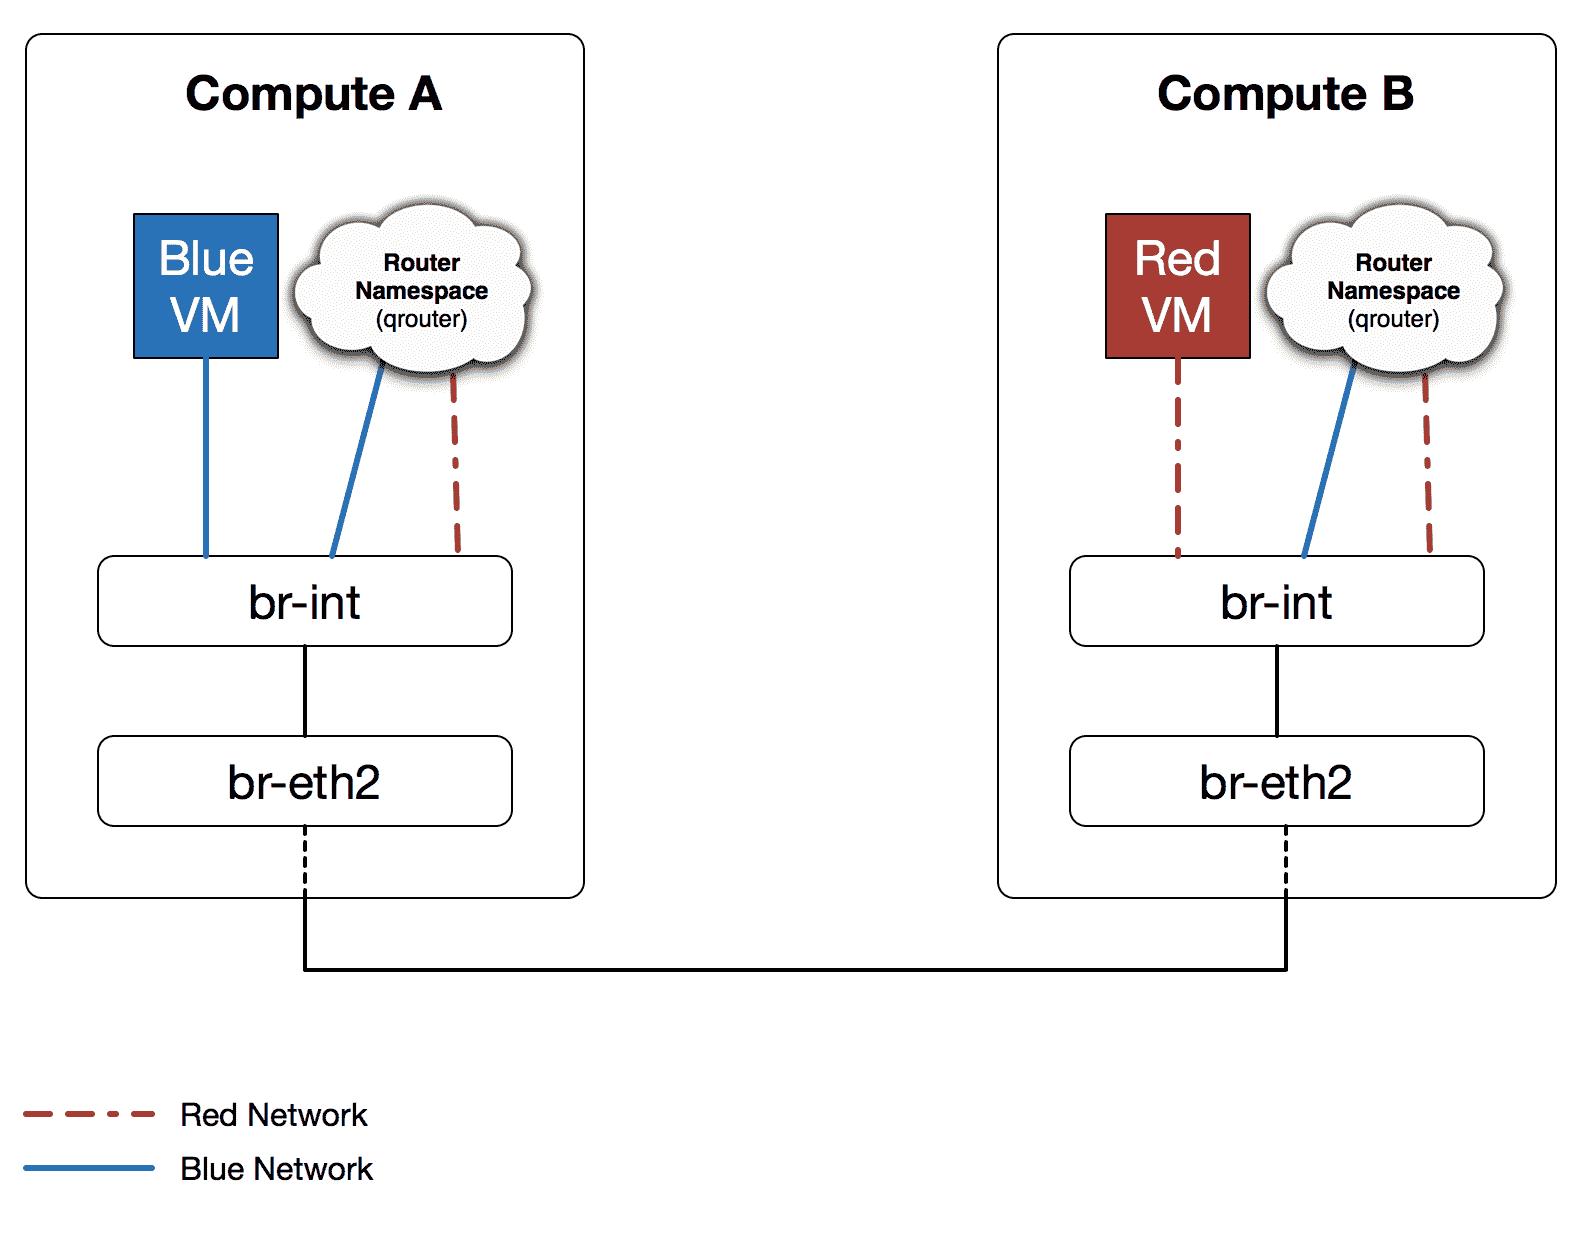 Compute A
Blue
VM
Router
Namespace
(qrouter)
br-int
br-eth2
Compute B
Red
VM
Router
Namespace
(qrouter)
br-int
br-eth2
Red Network
Blue Network